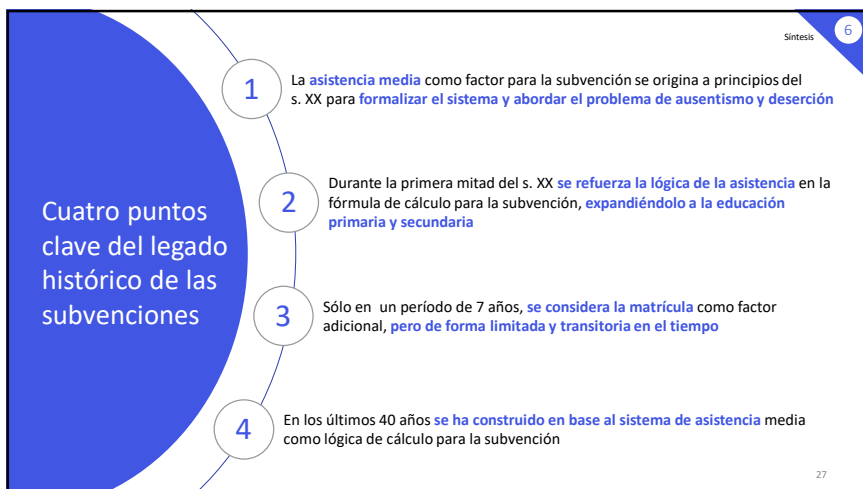 Síntesis
6
Cuatro puntos
clave del legado
histórico de las
subvenciones
1
La asistencia media como factor para la subvención se origina a principios del
s. XX para formalizar el sistema y abordar el problema de ausentismo y deserción
2
Durante la primera mitad del s. XX se refuerza la lógica de la asistencia en la
fórmula de cálculo para la subvención, expandiéndolo a la educación
primaria y secundaria
3
Sólo en un período de 7 años, se considera la matrícula como factor
adicional, pero de forma limitada y transitoria en el tiempo
4
En los últimos 40 años se ha construido en base al sistema de asistencia media
como lógica de cálculo para la subvención
27